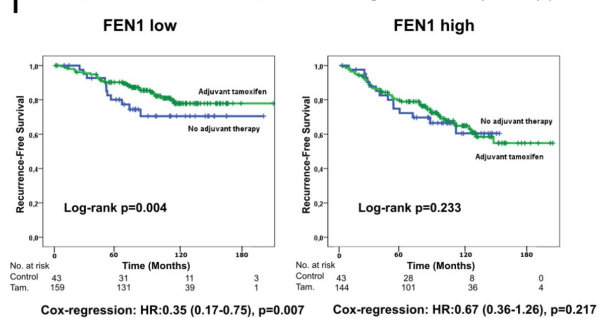 FEN1 low
Recurrence-Free Survival
1,0
0,8
0,6
0,4
0,2
0,0
Adjuvant tamoxifen
No adjuvant therapy
Log-rank p=0.004
0 60 120 180
Time (Months)
No. at risk
Control 43 31 11 3
Tam. 159 131 39 1
Cox-regression: HR:0.35 (0.17-0.75), p=0.007
FEN1 high
Recurrence-Free Survival
1,0
0,8
0,6
0,4
0,2
0,0
No adjuvant therapy
Adjuvant tamoxifen
Log-rank p=0.233
0 60 120 180
Time (Months)
No. at risk
Control 43 28 8 0
Tam. 144 101 36 4
Cox-regression: HR:0.67 (0.36-1.26), p=0.217